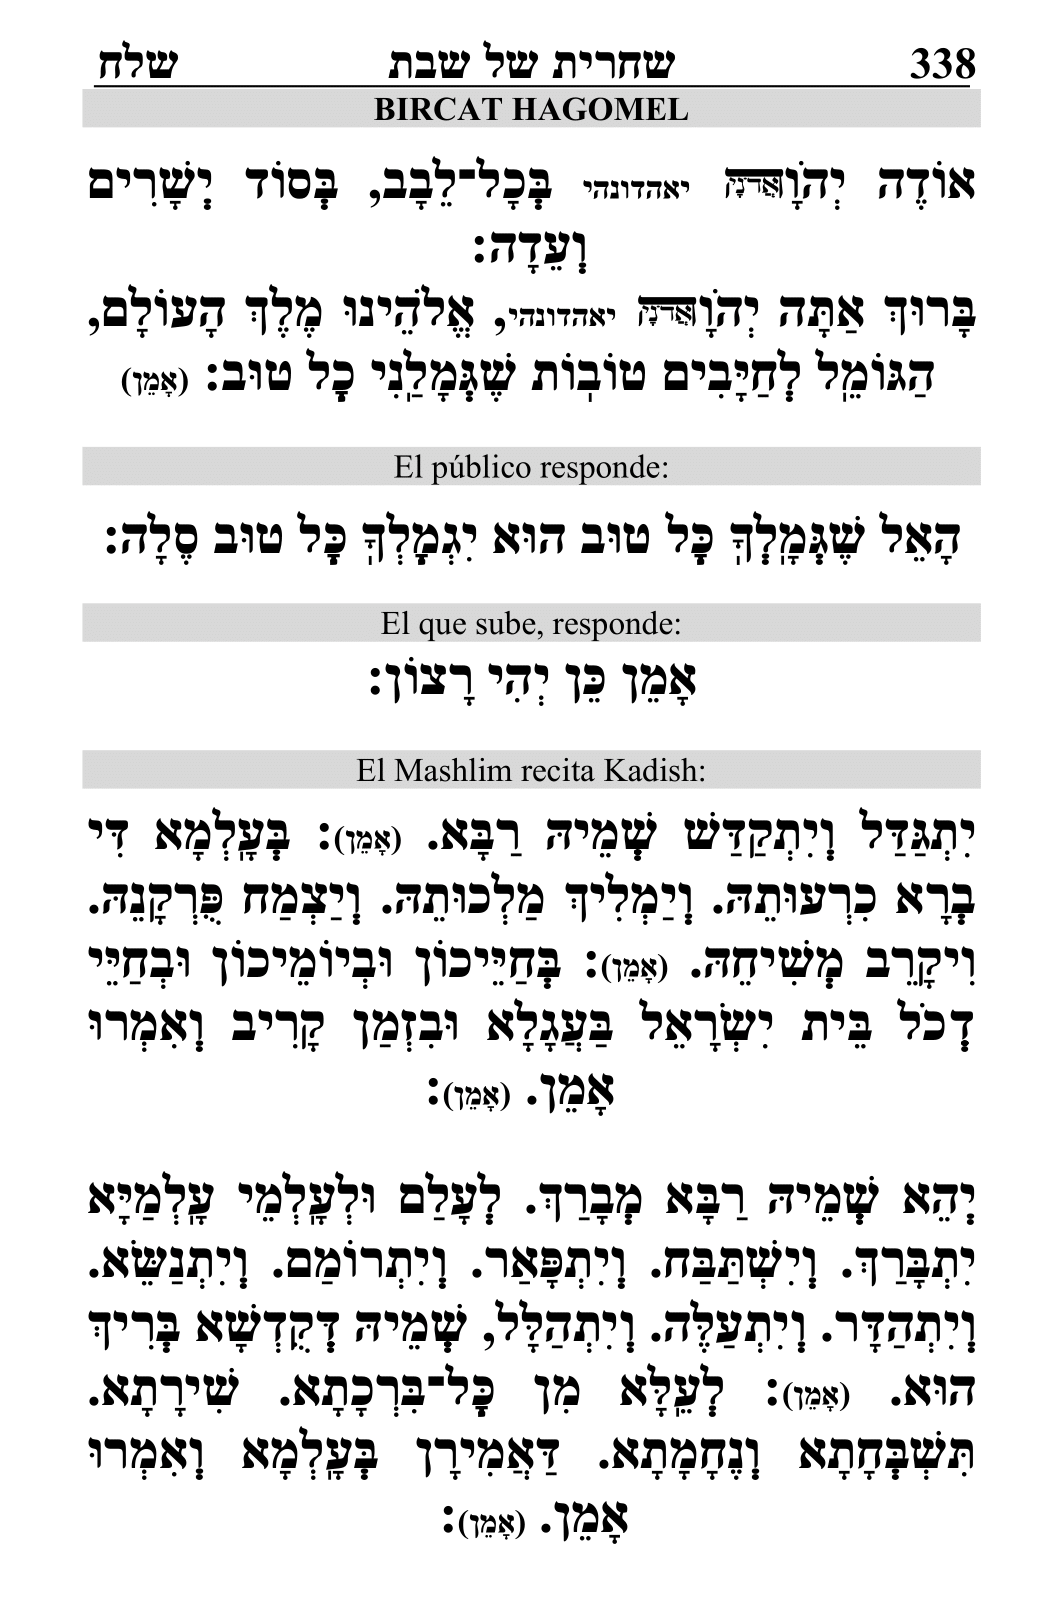 338 שחרית של שבת שלח
BIRCAT HAGOMEL
אוֹדֶה יְהֹוָה אֲדֹנָי יאהדונהי בְּכָל־לֵבָב, בְּסוֹד יְשָׁרִים
וְעֵדָה:
בָּרוּךְ אַתָּה יְהֹוָה אֲדֹנָי יאהדונהי, אֱלֹהֵינוּ מֶלֶךְ הָעוֹלָם,
הַגּוֹמֵל לְחַיָּבִים טוֹבוֹת שֶׁגְּמָלַנִי כָּל טוּב: (אָמֵן)
El público responde:
הָאֵל שֶׁגְּמָלְךָ כָּל טוּב הוּא יִגְמָלְךָ כָּל טוּב סֶלָה:
El que sube, responde:
אָמֵן כֵּן יְהִי רָצוֹן:
El Mashlim recita Kadish:
יִתְגַּדַּל וְיִתְקַדַּשׁ שְׁמֵיהּ רַבָּא. (אָמֵן): בְּעָלְמָא דִּי
בְרָא כִרְעוּתֵהּ. וְיַמְלִיךְ מַלְכוּתֵהּ. וְיַצְמַח פֻּרְקָנֵהּ.
וִיקָרֵב מְשִׁיחֵהּ. (אָמֵן): בְּחַיֵּיכוֹן וּבְיוֹמֵיכוֹן וּבְחַיֵּי
דְכֹל בֵּית יִשְׂרָאֵל בַּעֲגָלָא וּבִזְמַן קָרִיב וְאִמְרוּ
אָמֵן. (אָמֵן):
יְהֵא שְׁמֵיהּ רַבָּא מְבָרַךְ. לְעָלַם וּלְעָלְמֵי עָלְמַיָּא
יִתְבָּרַךְ. וְיִשְׁתַּבַּח. וְיִתְפָּאַר. וְיִתְרוֹמַם. וְיִתְנַשֵּׂא.
וְיִתְהַדָּר. וְיִתְעַלֶּה. וְיִתְהַלָּל, שְׁמֵיהּ דְּקֻדְשָׁא בְּרִיךְ
הוּא. (אָמֵן): לְעֵלָּא מִן כָּל־בִּרְכָתָא. שִׁירָתָא.
תִּשְׁבְּחָתָא וְנֶחָמָתָא. דַּאֲמִירָן בְּעָלְמָא וְאִמְרוּ
אָמֵן. (אָמֵן):